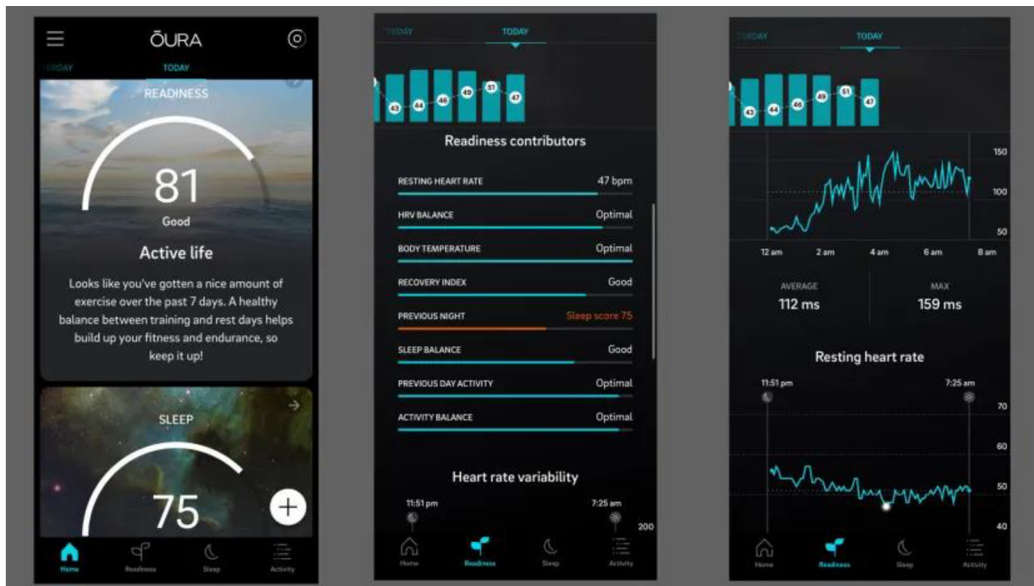 ŌURA
TODAY
READINESS
81
Good
Active life
Looks like you've gotten a nice amount of
exercise over the past 7 days. A healthy
balance between training and rest days helps
build up your fitness and endurance, so
keep it up!
SLEEP
75
Home
Readiness
Sleep
Activity
TODAY
43
44
46
49
51
47
Readiness contributors
RESTING HEART RATE 47 bpm
HRV BALANCE Optimal
BODY TEMPERATURE Optimal
RECOVERY INDEX Good
PREVIOUS NIGHT Sleep score 75
SLEEP BALANCE Good
PREVIOUS DAY ACTIVITY Optimal
ACTIVITY BALANCE Optimal
Heart rate variability
11:51 pm 7:25 am
200
Home
Readiness
Sleep
Activity
TODAY
43
44
46
49
51
47
150
100
50
12 am 2 am 4 am 6 am 8 am
AVERAGE MAX
112 ms 159 ms
Resting heart rate
11:51 pm 7:25 am
70
60
50
40
Home
Readiness
Sleep
Activity